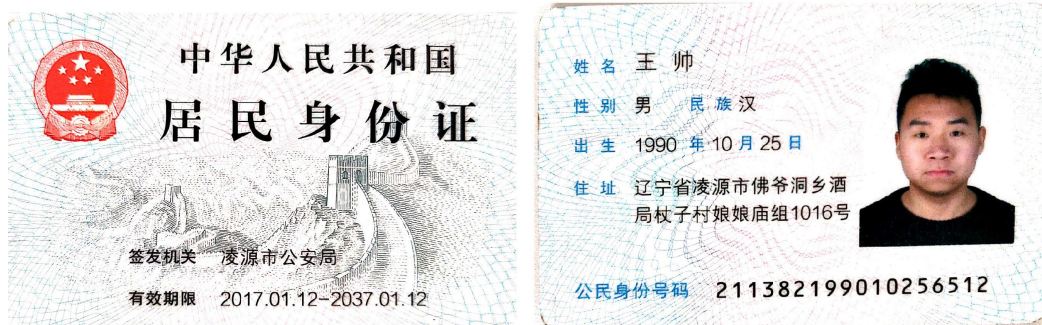 中华人民共和国
居民身份证
签发机关 凌源市公安局
有效期限 2017.01.12-2037.01.12
姓名 王帅
性别 男 民族 汉
出生 1990 年 10 月 25 日
住址 辽宁省凌源市佛爷洞乡酒
局杖子村娘娘庙组1016号
公民身份号码 211382199010256512